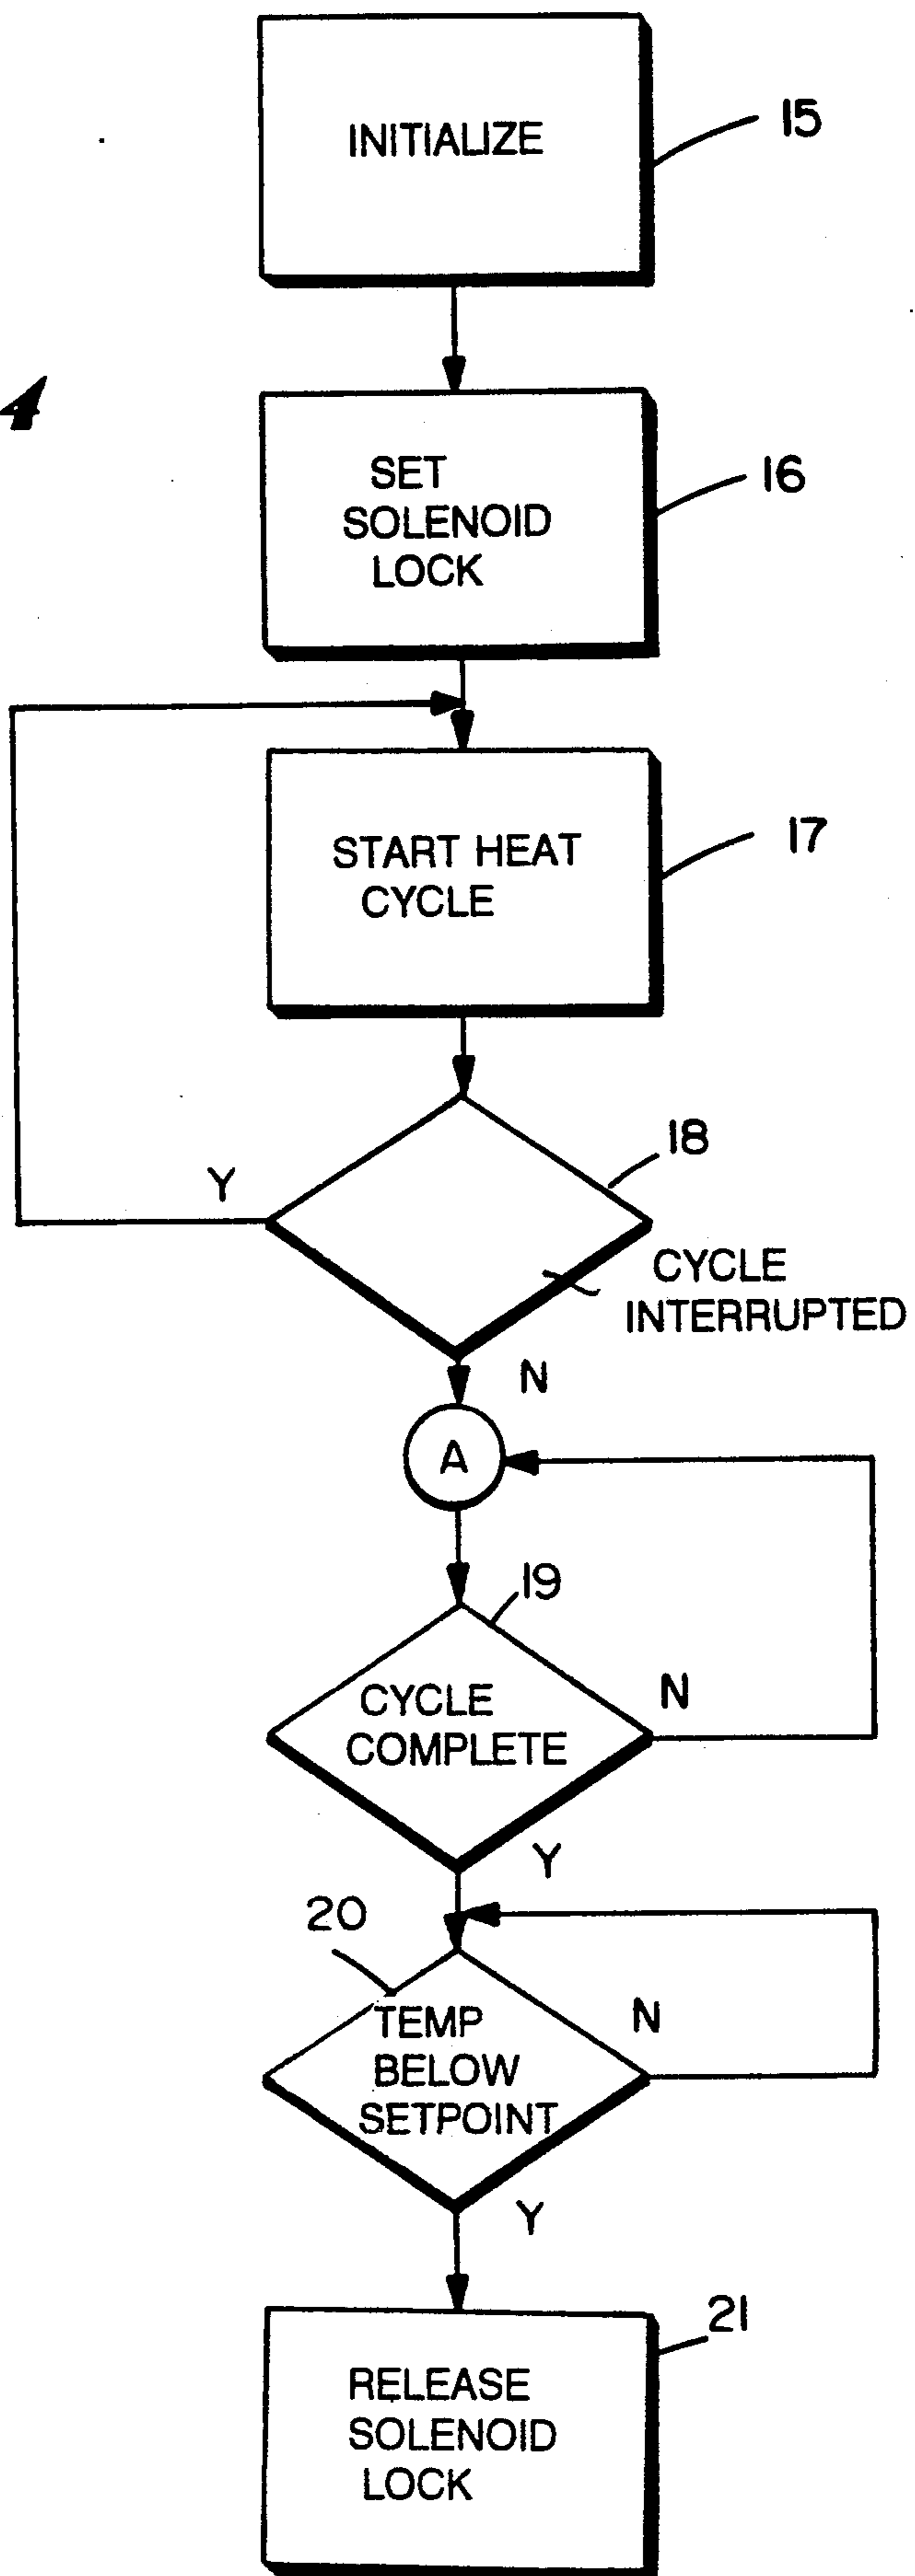 INITIALIZE
15
4
SET
SOLENOID
LOCK
16
START HEAT
CYCLE
17
18
Y
CYCLE
INTERRUPTED
N
A
19
CYCLE
COMPLETE
N
Y
20
TEMP
BELOW
SETPOINT
N
Y
21
RELEASE
SOLENOID
LOCK